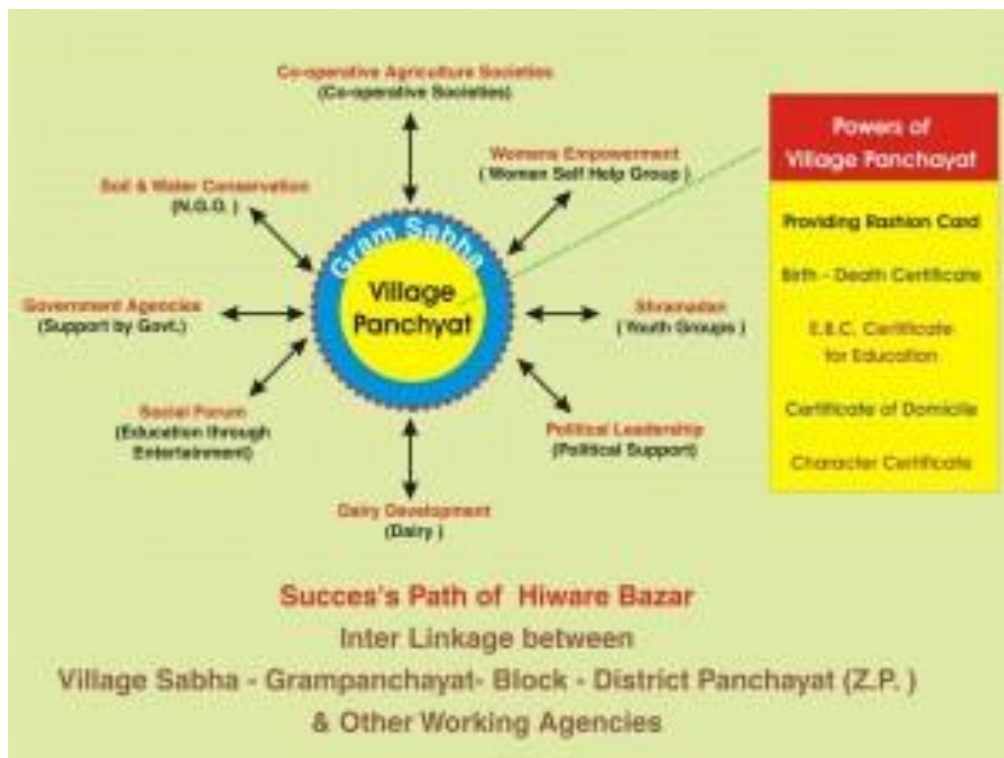 Co-operative Agriculture Societies
(Co-operative Societies)
Womens Empowerment
( Women Self Help Group )
Soil & Water Conservation
(N.G.O. )
Gram Sabha
Village
Panchyat
Government Agencies
(Support by Govt.)
Shramadan
( Youth Groups )
Social Forum
(Education through
Entertainment)
Political Leadership
(Political Support)
Dairy Development
(Dairy )
Powers of
Village Panchayat
Providing Rashion Card
Birth - Death Certificate
E.B.C. Certificate
for Education
Certificate of Domicile
Character Certificate
Succes's Path of Hiware Bazar
Inter Linkage between
Village Sabha - Grampanchayat- Block - District Panchayat (Z.P. )
& Other Working Agencies